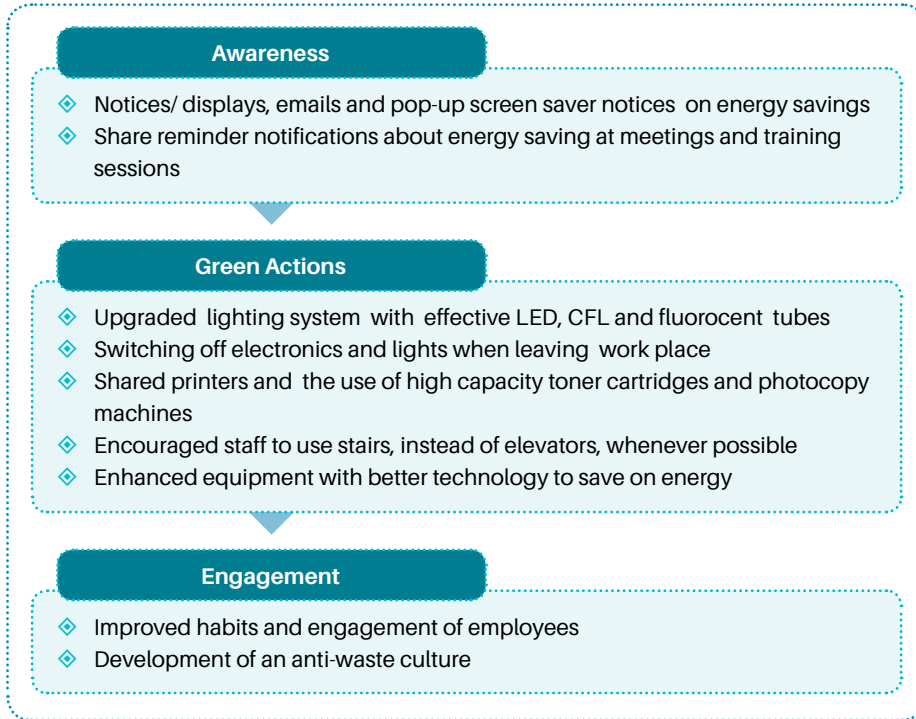 Awareness
Notices/ displays, emails and pop-up screen saver notices on energy savings
Share reminder notifications about energy saving at meetings and training
sessions
Green Actions
Upgraded lighting system with effective LED, CFL and fluorocent tubes
Switching off electronics and lights when leaving work place
Shared printers and the use of high capacity toner cartridges and photocopy
machines
Encouraged staff to use stairs, instead of elevators, whenever possible
Enhanced equipment with better technology to save on energy
Engagement
Improved habits and engagement of employees
Development of an anti-waste culture